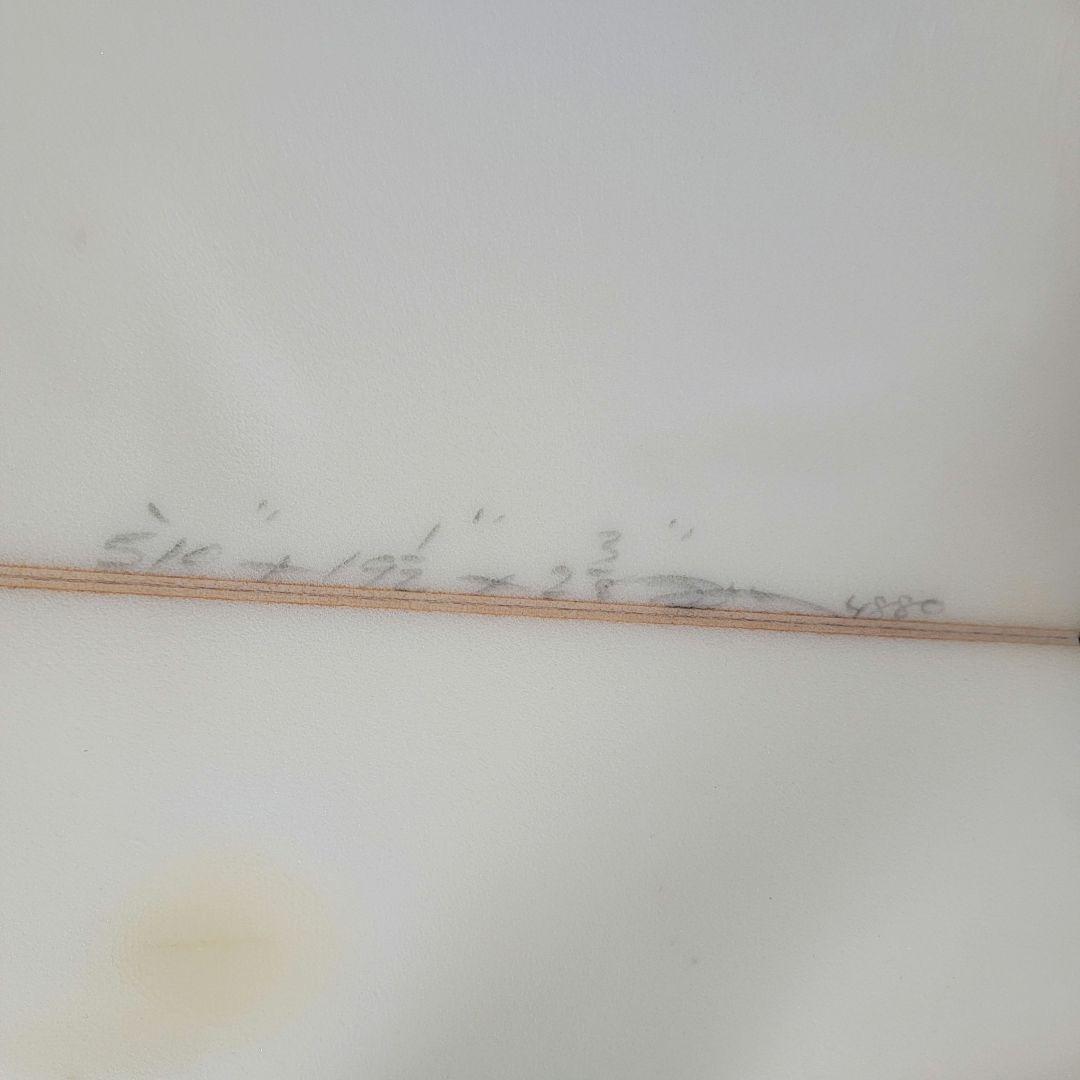 5'10" x 19 1/2" x 2 3/8" 4880